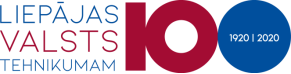 LIEPĀJAS
VALSTS
TEHNIKUMAM
100
1920 | 2020